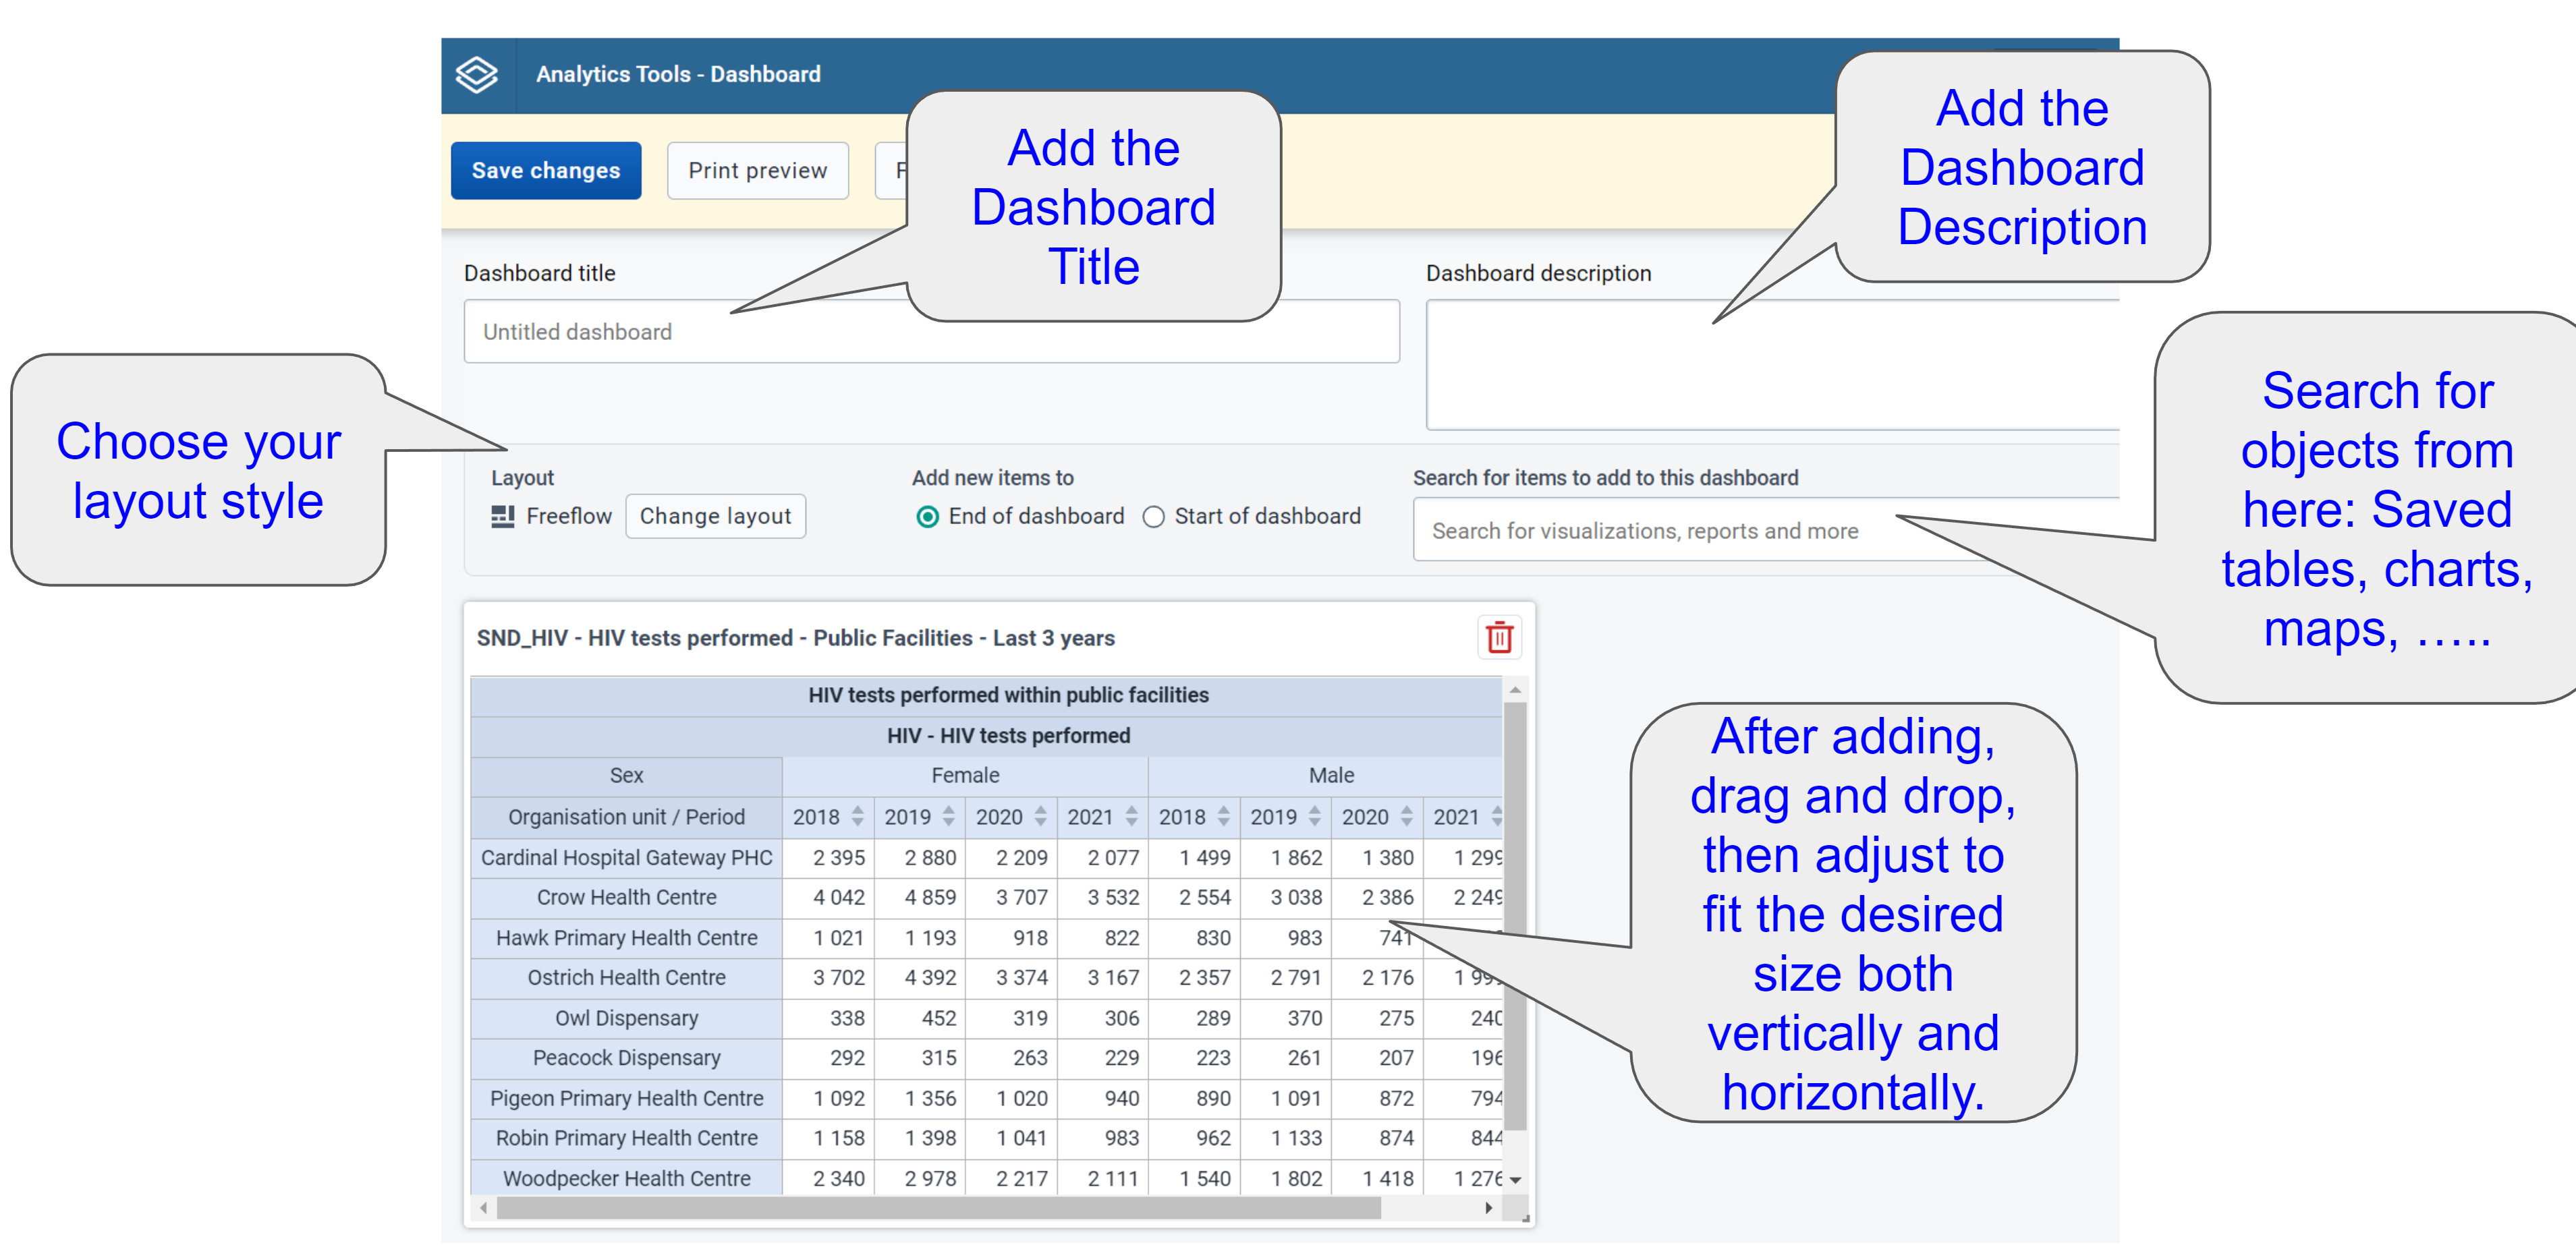 Analytics Tools - Dashboard
Save changes
Print preview
F
Add the
Dashboard
Title
Add the
Dashboard
Description
Dashboard title
Untitled dashboard
Dashboard description
Choose your
layout style
Search for
objects from
here: Saved
tables, charts,
maps, .....
Layout
Freeflow
Change layout
Add new items to
End of dashboard
Start of dashboard
Search for items to add to this dashboard
Search for visualizations, reports and more
SND_HIV - HIV tests performed - Public Facilities - Last 3 years
HIV tests performed within public facilities
HIV - HIV tests performed
Sex Female Male
Organisation unit / Period 2018 2019 2020 2021 2018 2019 2020 2021
Cardinal Hospital Gateway PHC 2 395 2 880 2 209 2 077 1 499 1 862 1 380 1 299
Crow Health Centre 4 042 4 859 3 707 3 532 2 554 3 038 2 386 2 249
Hawk Primary Health Centre 1 021 1 193 918 822 830 983 741
Ostrich Health Centre 3 702 4 392 3 374 3 167 2 357 2 791 2 176 1 999
Owl Dispensary 338 452 319 306 289 370 275 240
Peacock Dispensary 292 315 263 229 223 261 207 196
Pigeon Primary Health Centre 1 092 1 356 1 020 940 890 1 091 872 794
Robin Primary Health Centre 1 158 1 398 1 041 983 962 1 133 874 844
Woodpecker Health Centre 2 340 2 978 2 217 2 111 1 540 1 802 1 418 1 276
After adding,
drag and drop,
then adjust to
fit the desired
size both
vertically and
horizontally.